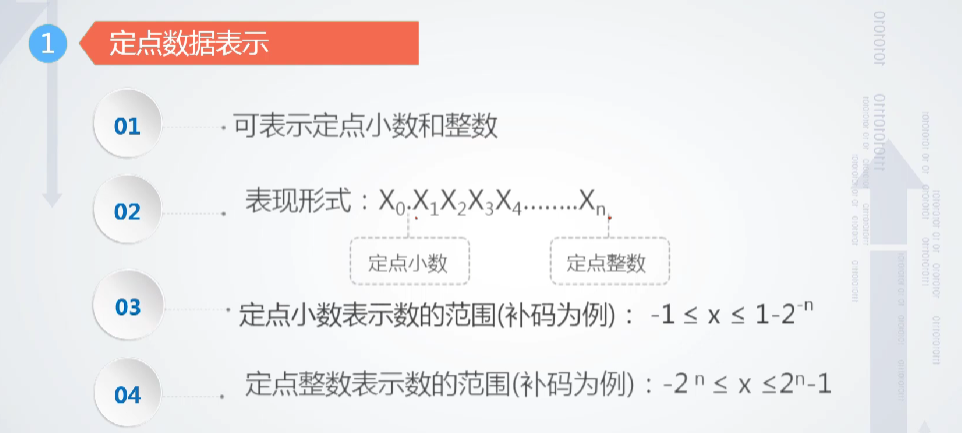 1 定点数据表示
01 可表示定点小数和整数
02 表现形式：X₀.X₁X₂X₃X₄........Xₙ.
定点小数 定点整数
03 定点小数表示数的范围(补码为例)： -1 ≤ x ≤ 1-2⁻ⁿ
04 定点整数表示数的范围(补码为例)：-2ⁿ ≤ x ≤2ⁿ-1